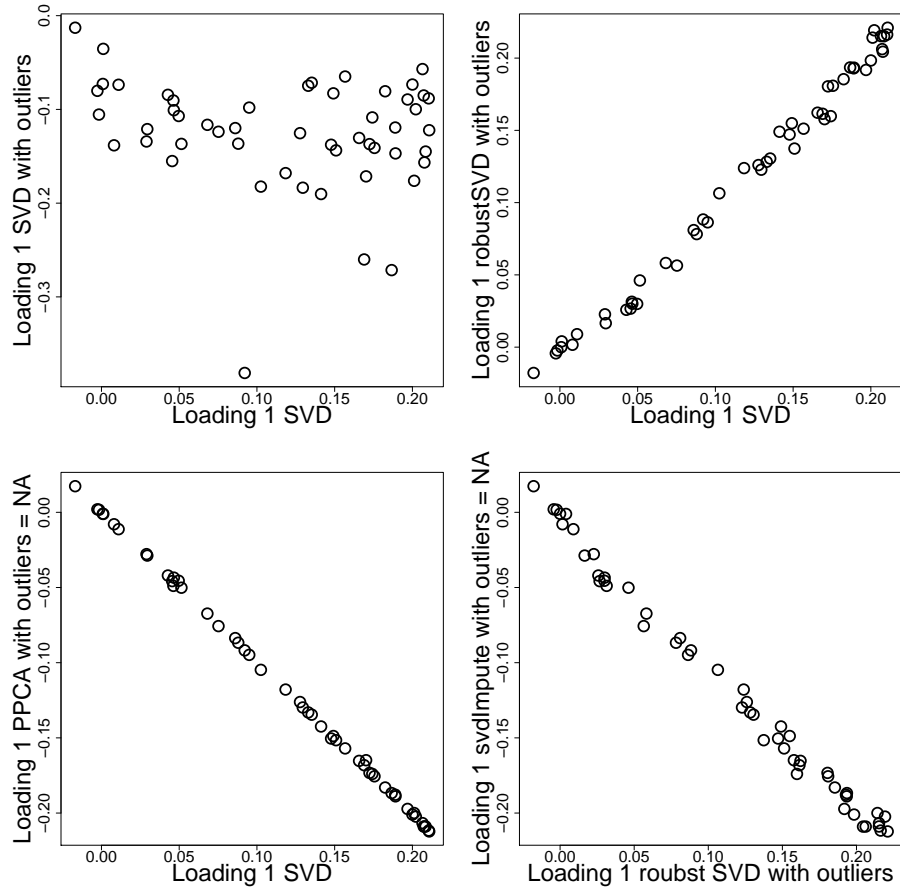 Loading 1 SVD with outliers
0.0
−0.1
−0.2
−0.3
0.00 0.05 0.10 0.15 0.20
Loading 1 SVD
Loading 1 robustSVD with outliers
0.20
0.15
0.10
0.05
0.00
0.00 0.05 0.10 0.15 0.20
Loading 1 SVD
Loading 1 PPCA with outliers = NA
0.00
−0.05
−0.10
−0.15
−0.20
0.00 0.05 0.10 0.15 0.20
Loading 1 SVD
Loading 1 svdImpute with outliers = NA
0.00
−0.05
−0.10
−0.15
−0.20
0.00 0.05 0.10 0.15 0.20
Loading 1 roubst SVD with outliers